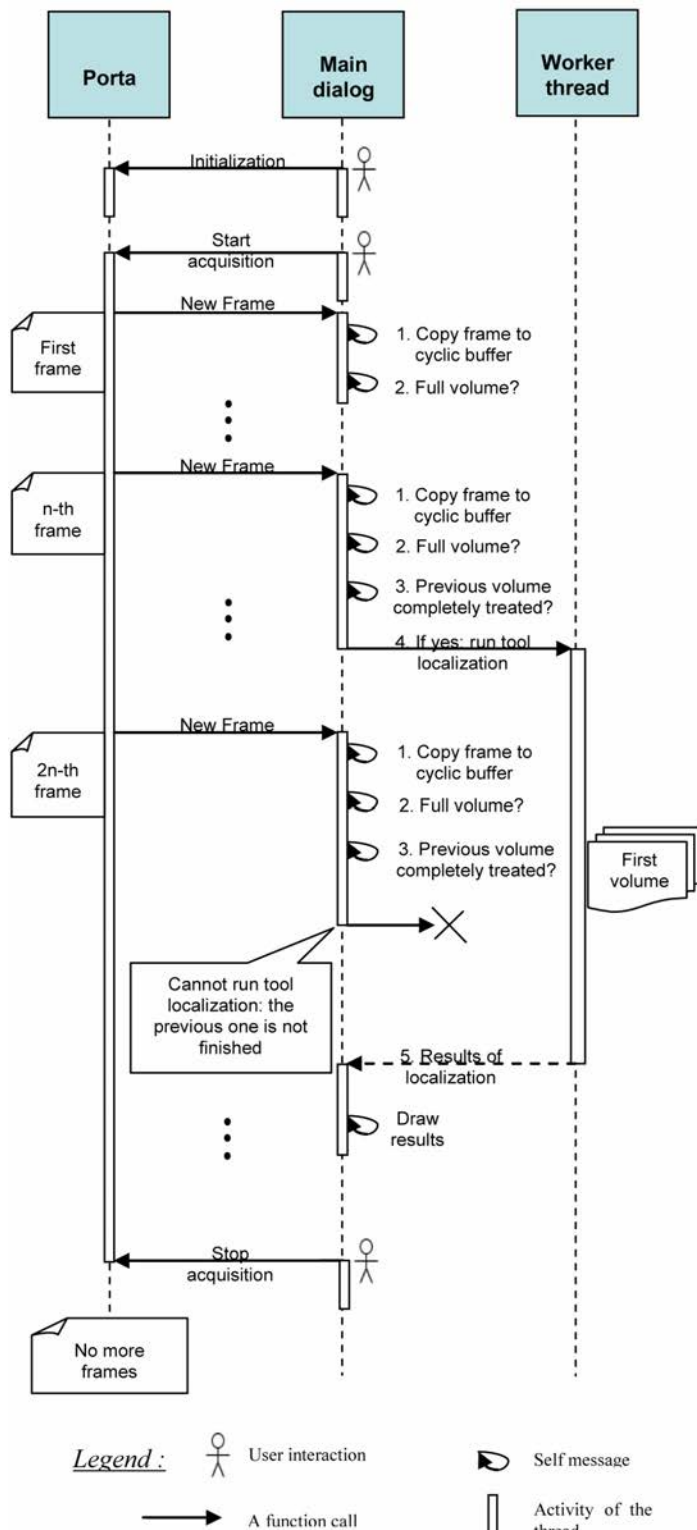 Porta
Main
dialog
Worker
thread
Initialization
Start
acquisition
New Frame
First
frame
1. Copy frame to
cyclic buffer
2. Full volume?
New Frame
n-th
frame
1. Copy frame to
cyclic buffer
2. Full volume?
3. Previous volume
completely treated?
4. If yes: run tool
localization
New Frame
2n-th
frame
1. Copy frame to
cyclic buffer
2. Full volume?
3. Previous volume
completely treated?
First
volume
Cannot run tool
localization: the
previous one is not
finished
5. Results of
localization
Draw
results
Stop
acquisition
No more
frames
Legend :
User interaction
Self message
A function call
Activity of the
thread